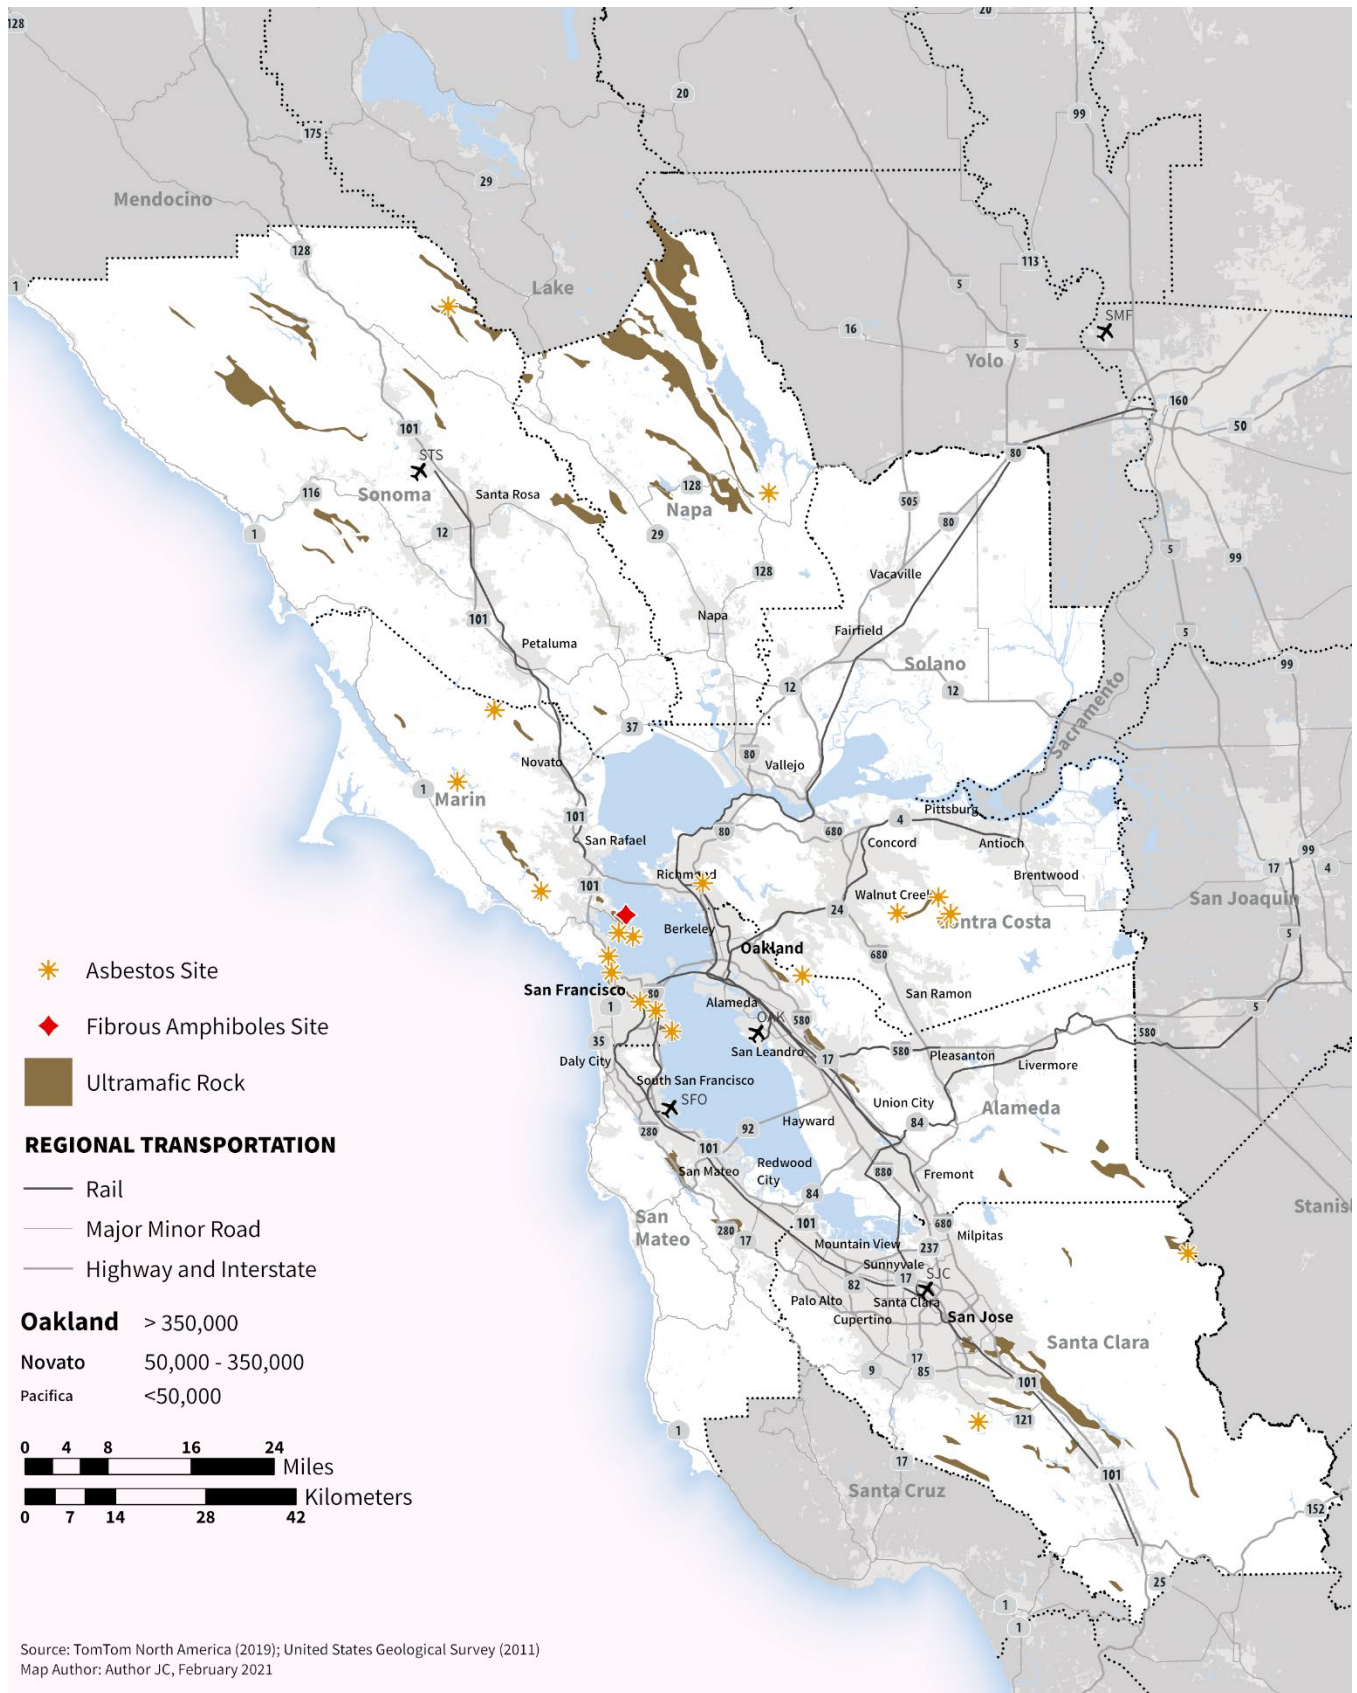 128
20
20
99
175
29
Mendocino
128
113
1
Lake
5
SMF
16
5
Yolo
160
50
101
80
STS
128
116
Sonoma
Santa Rosa
Napa
505
80
1
12
29
5
99
128
Vacaville
101
Napa
Fairfield
5
Petaluma
Solano
99
12
12
Sacramento
37
80
Novato
Vallejo
1
Marin
101
Pittsburg
4
80
680
San Rafael
Concord
Antioch
99
17
4
Richmond
Brentwood
101
Walnut Creek
San Joaquin
24
Contra Costa
Berkeley
5
Oakland
680
Asbestos Site
San Francisco
80
San Ramon
Alameda
1
5
Fibrous Amphiboles Site
OAK
580
580
35
San Leandro
580
Pleasanton
Daly City
17
Livermore
Ultramafic Rock
South San Francisco
SFO
Union City
Alameda
REGIONAL TRANSPORTATION
280
92
Hayward
84
101
Rail
San Mateo
Redwood
City
880
Fremont
84
Major Minor Road
San
Mateo
280
17
101
680
Milpitas
Stanisl
Mountain View
237
Highway and Interstate
Sunnyvale
SJC
82
17
Palo Alto
Santa Clara
Oakland > 350,000
Cupertino
San Jose
Santa Clara
Novato 50,000 - 350,000
17
9
85
101
Pacifica <50,000
121
1
0 4 8 16 24
Miles
17
101
Kilometers
Santa Cruz
0 7 14 28 42
152
25
1
1
Source: TomTom North America (2019); United States Geological Survey (2011)
Map Author: Author JC, February 2021